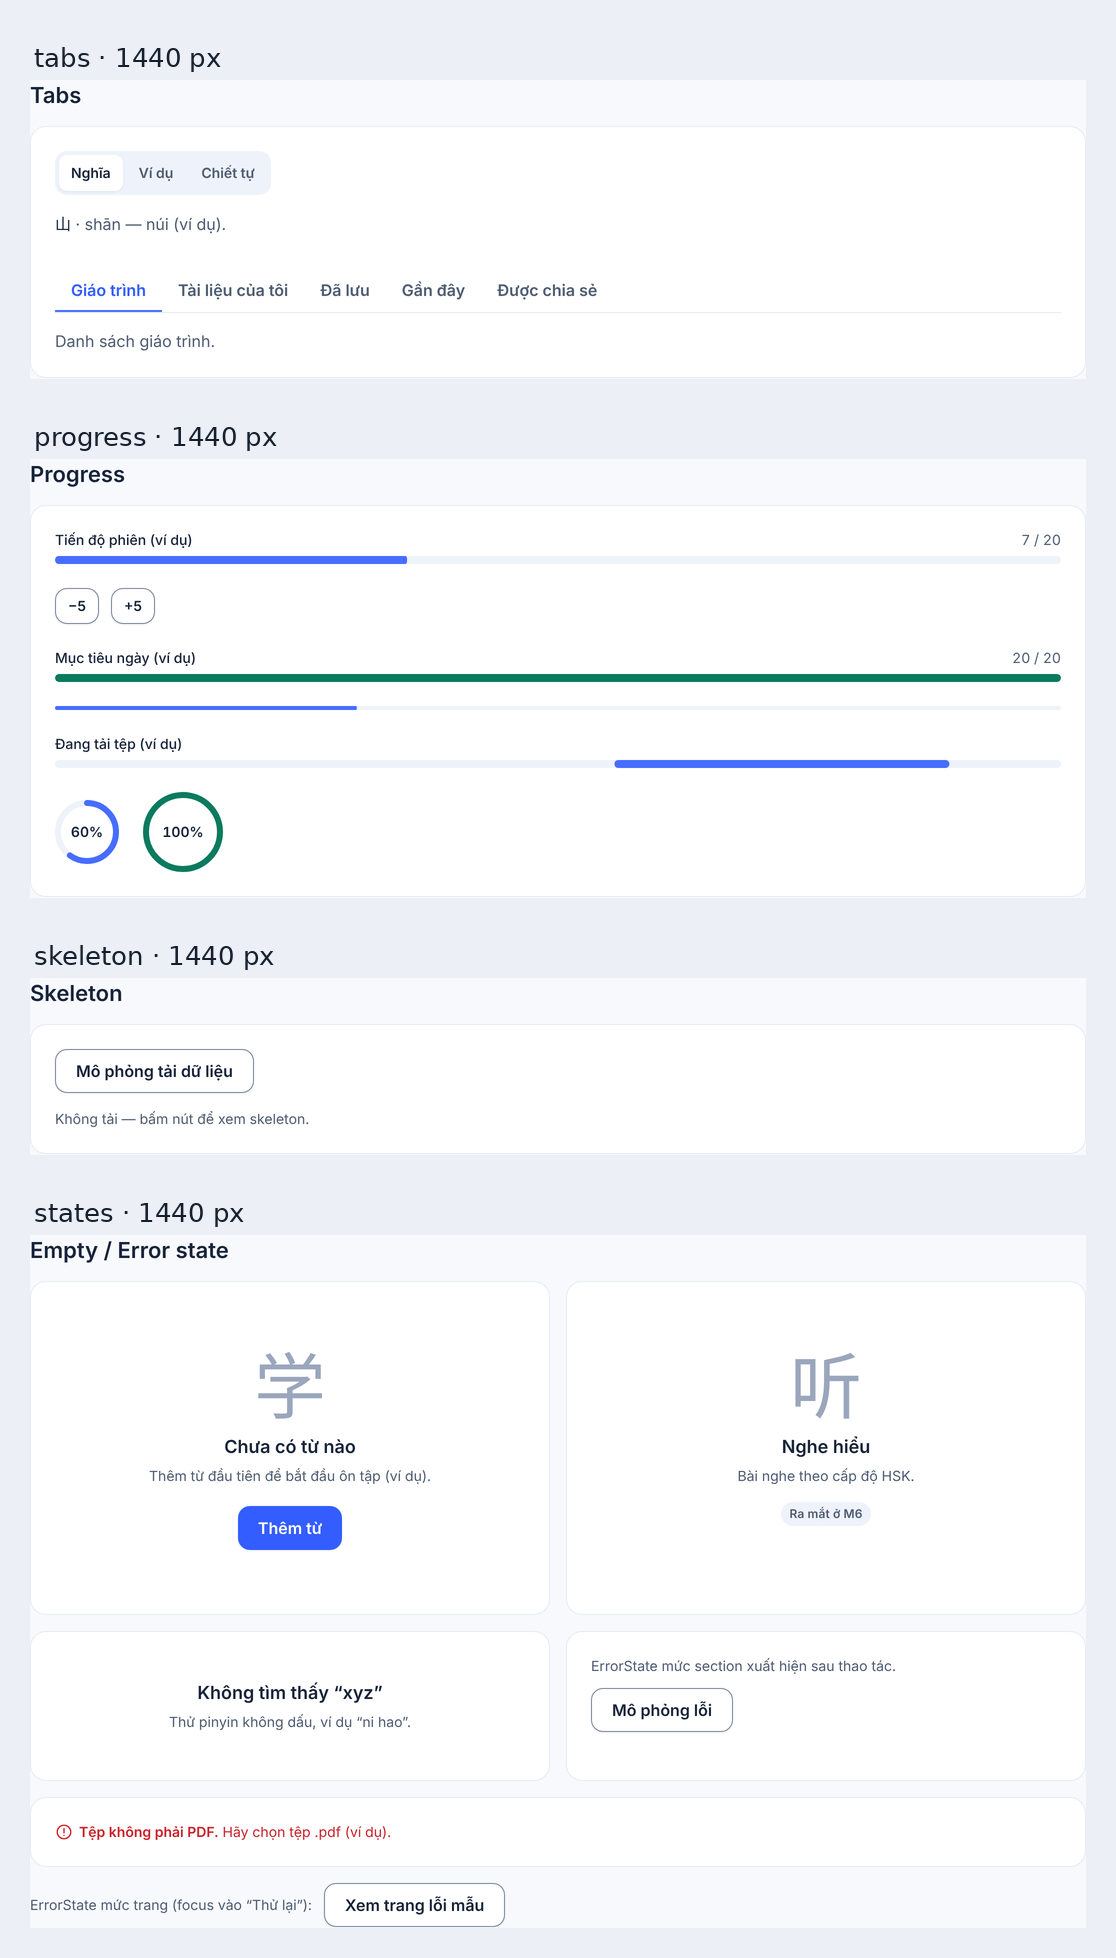 tabs · 1440 px
Tabs
Nghĩa Ví dụ Chiết tự
山 · shān — núi (ví dụ).
Giáo trình Tài liệu của tôi Đã lưu Gần đây Được chia sẻ
Danh sách giáo trình.
progress · 1440 px
Progress
Tiến độ phiên (ví dụ) 7 / 20
−5 +5
Mục tiêu ngày (ví dụ) 20 / 20
Đang tải tệp (ví dụ)
60% 100%
skeleton · 1440 px
Skeleton
Mô phỏng tải dữ liệu
Không tải — bấm nút để xem skeleton.
states · 1440 px
Empty / Error state
学
Chưa có từ nào
Thêm từ đầu tiên để bắt đầu ôn tập (ví dụ).
Thêm từ
听
Nghe hiểu
Bài nghe theo cấp độ HSK.
Ra mắt ở M6
Không tìm thấy “xyz”
Thử pinyin không dấu, ví dụ “ni hao”.
ErrorState mức section xuất hiện sau thao tác.
Mô phỏng lỗi
Tệp không phải PDF. Hãy chọn tệp .pdf (ví dụ).
ErrorState mức trang (focus vào “Thử lại”): Xem trang lỗi mẫu